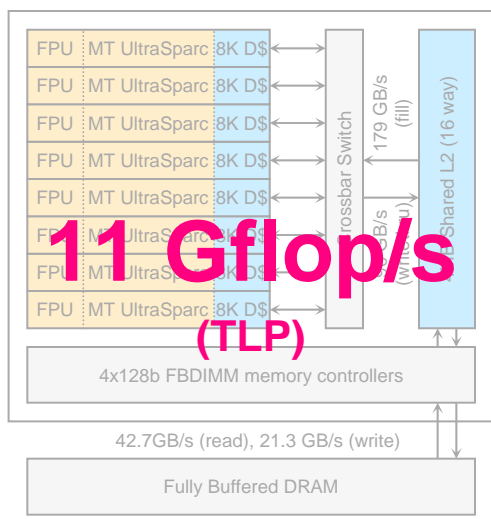 FPU MT UltraSparc 8K D$
FPU MT UltraSparc 8K D$
FPU MT UltraSparc 8K D$
FPU MT UltraSparc 8K D$
FPU MT UltraSparc 8K D$
FPU MT UltraSparc 8K D$
FPU MT UltraSparc 8K D$
FPU MT UltraSparc 8K D$
Crossbar Switch
179 GB/s
(fill)
GB/s
Shared L2 (16 way)
11 Gflop/s
(TLP)
4x128b FBDIMM memory controllers
42.7GB/s (read), 21.3 GB/s (write)
Fully Buffered DRAM